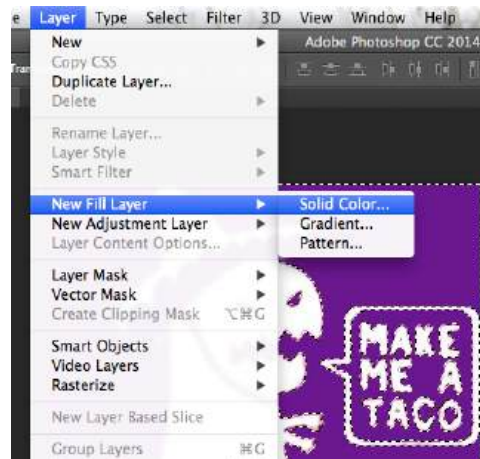 e Layer Type Select Filter 3D View Window Help
Adobe Photoshop CC 2014
Tran
New
Copy CSS
Duplicate Layer...
Delete
Rename Layer...
Layer Style
Smart Filter
New Fill Layer
Solid Color...
New Adjustment Layer
Gradient...
Layer Content Options...
Pattern...
Layer Mask
Vector Mask
Create Clipping Mask ⌥⌘G
Smart Objects
Video Layers
Rasterize
New Layer Based Slice
Group Layers ⌘G
MAKE
ME A
TACO